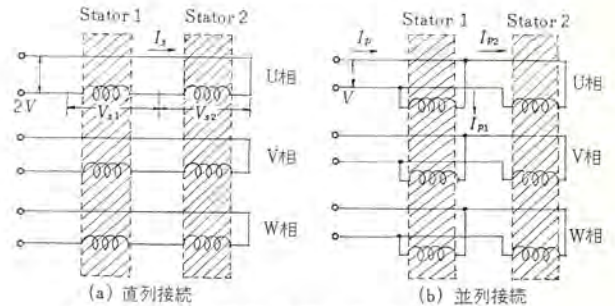 Stator 1 Stator 2
I_s
U相
2V V_s1 V_s2
V相
W相
(a) 直列接続
Stator 1 Stator 2
I_P I_P2
V U相
I_P1
V相
W相
(b) 並列接続